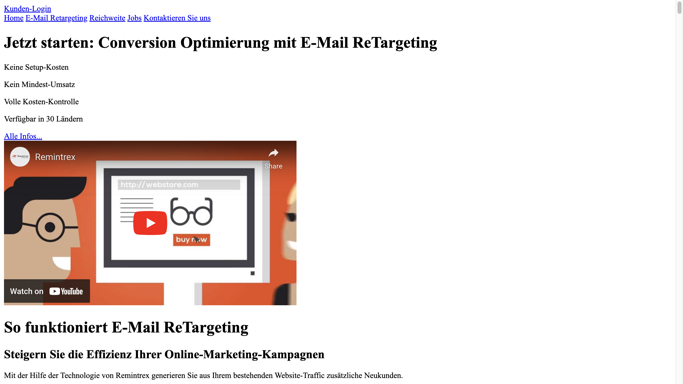 Kunden-Login
Home E-Mail Retargeting Reichweite Jobs Kontaktieren Sie uns
Jetzt starten: Conversion Optimierung mit E-Mail ReTargeting
Keine Setup-Kosten
Kein Mindest-Umsatz
Volle Kosten-Kontrolle
Verfügbar in 30 Ländern
Alle Infos...
Remintrex
Share
http://webstore.com
buy now
Watch on YouTube
So funktioniert E-Mail ReTargeting
Steigern Sie die Effizienz Ihrer Online-Marketing-Kampagnen
Mit der Hilfe der Technologie von Remintrex generieren Sie aus Ihrem bestehenden Website-Traffic zusätzliche Neukunden.